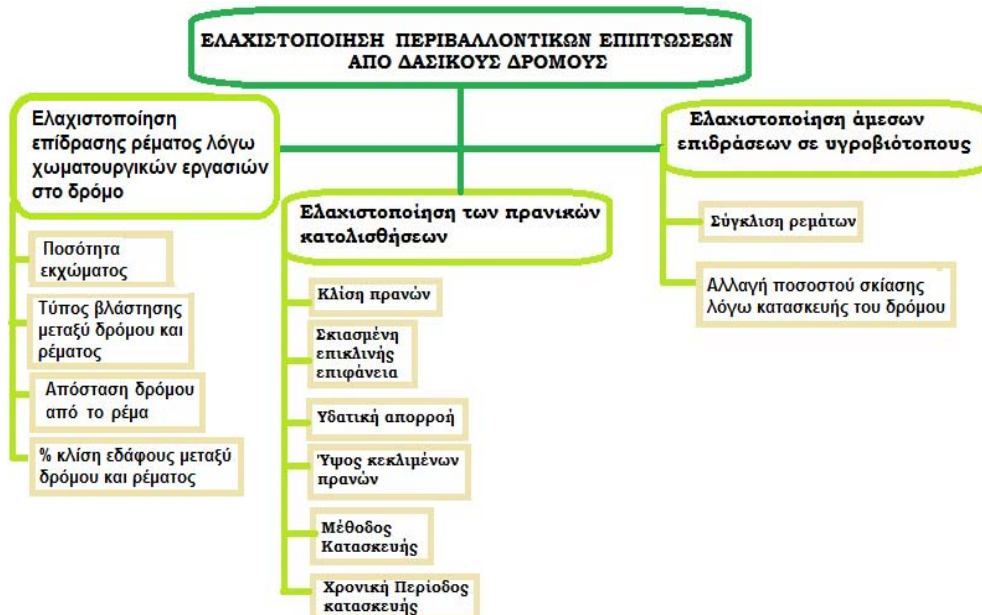 ΕΛΑΧΙΣΤΟΠΟΙΗΣΗ ΠΕΡΙΒΑΛΛΟΝΤΙΚΩΝ ΕΠΙΠΤΩΣΕΩΝ
ΑΠΟ ΔΑΣΙΚΟΥΣ ΔΡΟΜΟΥΣ
Ελαχιστοποίηση
επίδρασης ρέματος λόγω
χωματουργικών εργασιών
στο δρόμο
Ποσότητα
εκχώματος
Τύπος βλάστησης
μεταξύ δρόμου και
ρέματος
Απόσταση δρόμου
από το ρέμα
% κλίση εδάφους μεταξύ
δρόμου και ρέματος
Ελαχιστοποίηση των πρανικών
κατολισθήσεων
Κλίση πρανών
Σκιασμένη
επικλινής
επιφάνεια
Υδατική απορροή
Ύψος κεκλιμένων
πρανών
Μέθοδος
Κατασκευής
Χρονική Περίοδος
κατασκευής
Ελαχιστοποίηση άμεσων
επιδράσεων σε υγροβιότοπους
Σύγκλιση ρεμάτων
Αλλαγή ποσοστού σκίασης
λόγω κατασκευής του δρόμου